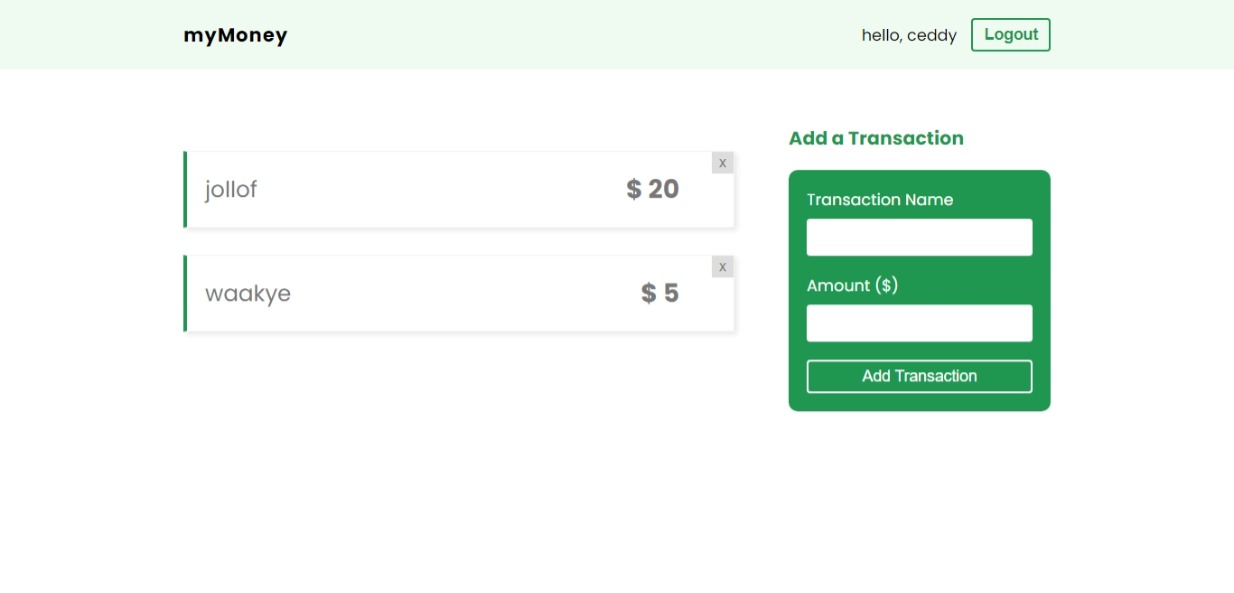 myMoney
hello, ceddy
Logout
x
jollof
$ 20
x
waakye
$ 5
Add a Transaction
Transaction Name
Amount ($)
Add Transaction